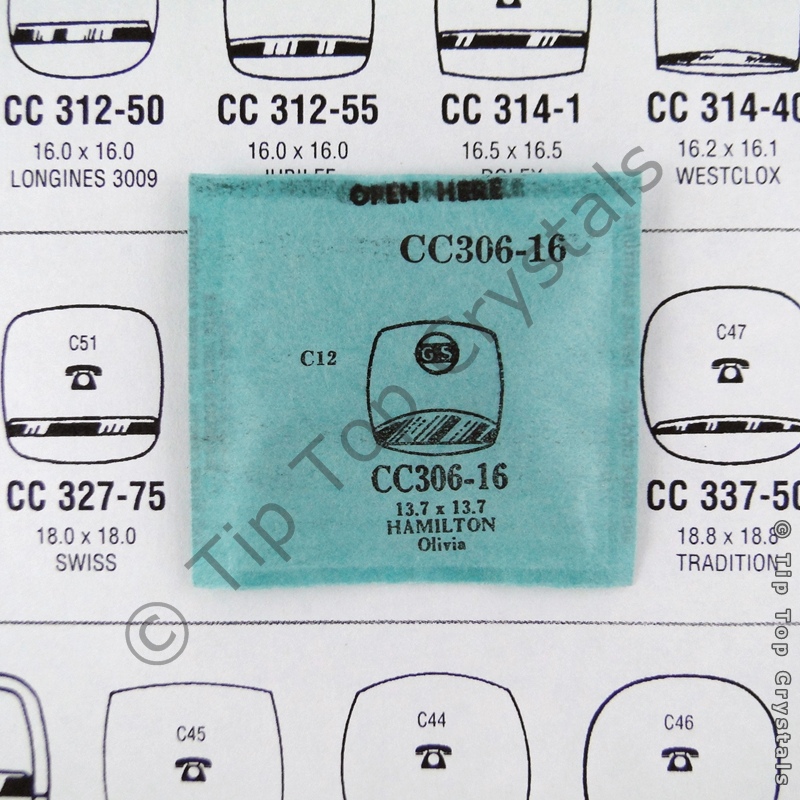 CC 312-50
16.0 x 16.0
LONGINES 3009
CC 312-55
16.0 x 16.0
JUBILEE
CC 314-1
16.5 x 16.5
ROLEX
CC 314-40
16.2 x 16.1
WESTCLOX
OPEN HERE
CC306-16
C12
GS
CC306-16
13.7 x 13.7
HAMILTON
Olivia
C51
CC 327-75
18.0 x 18.0
SWISS
C47
CC 337-50
18.8 x 18.8
TRADITION
C45
C44
C46
© Tip Top Crystals
© Tip Top Crystals